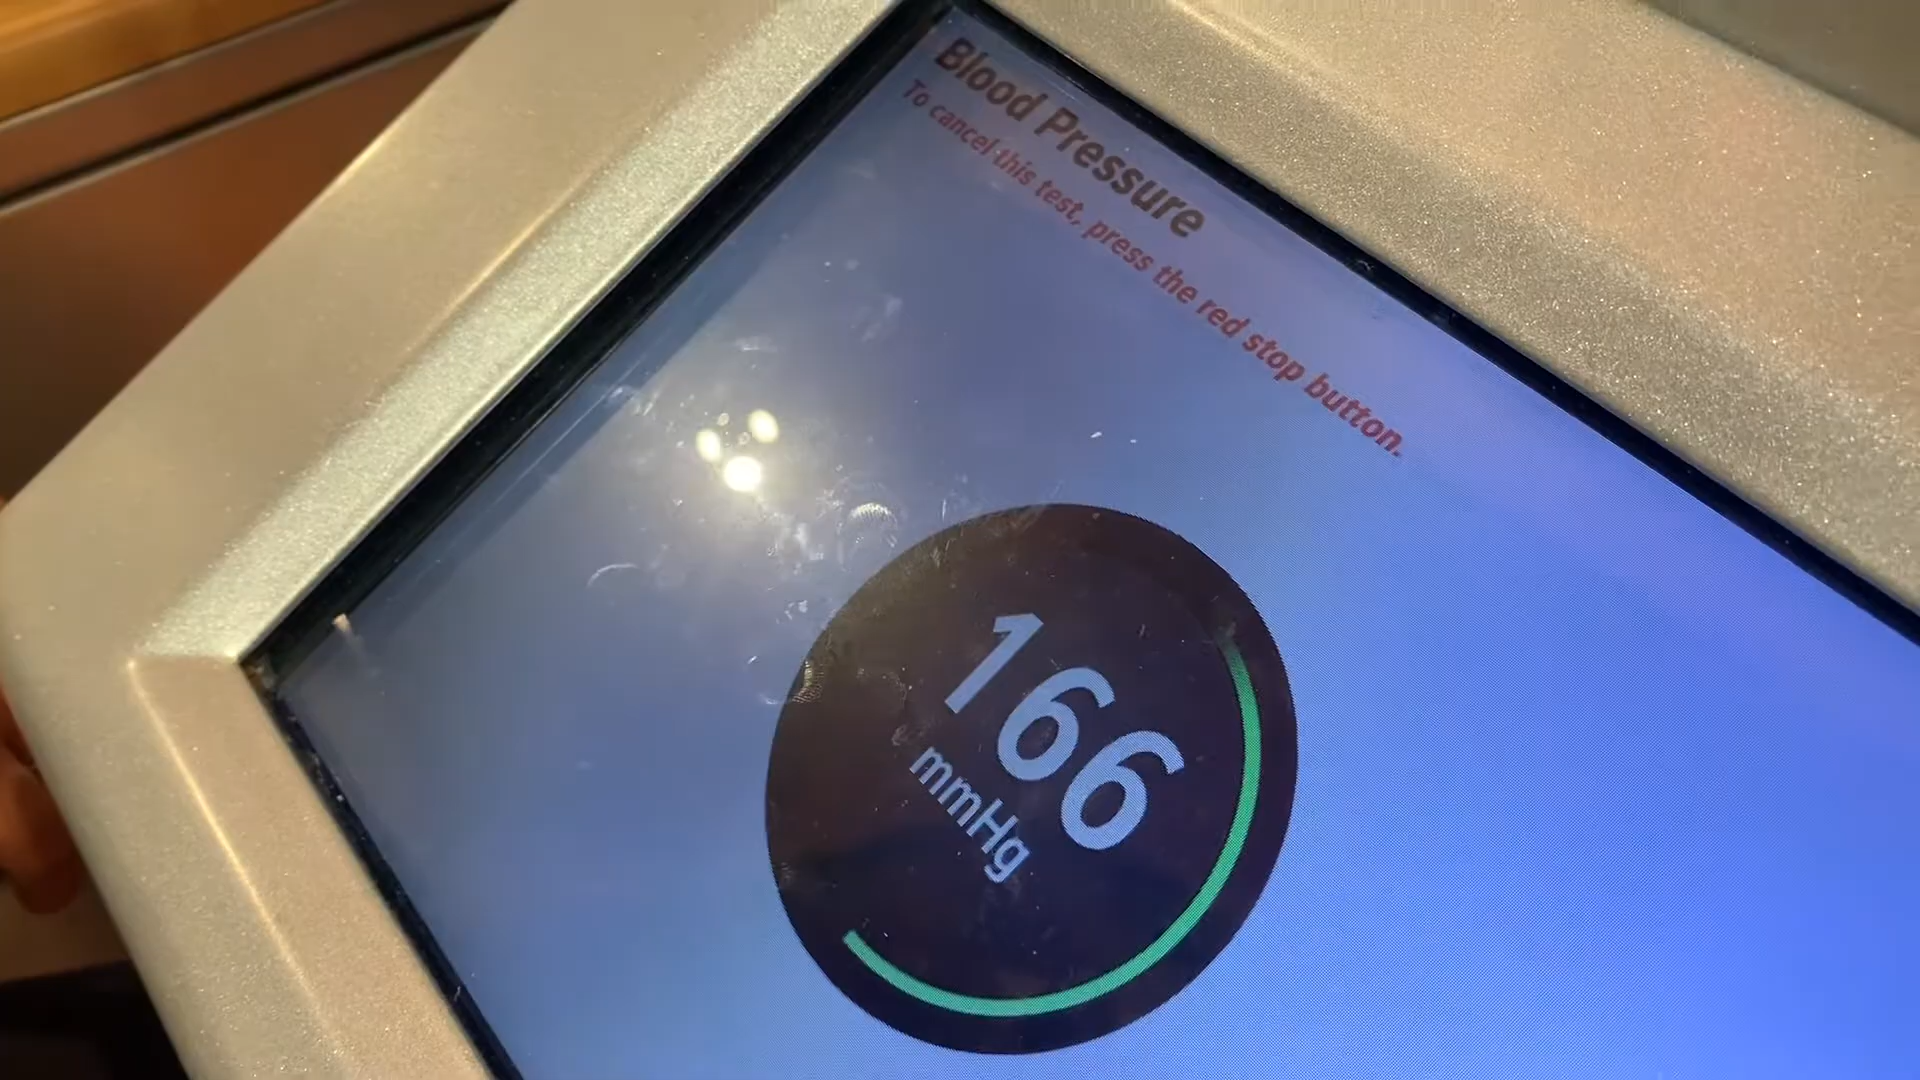 Blood Pressure
To cancel this test, press the red stop button.
166
mmHg